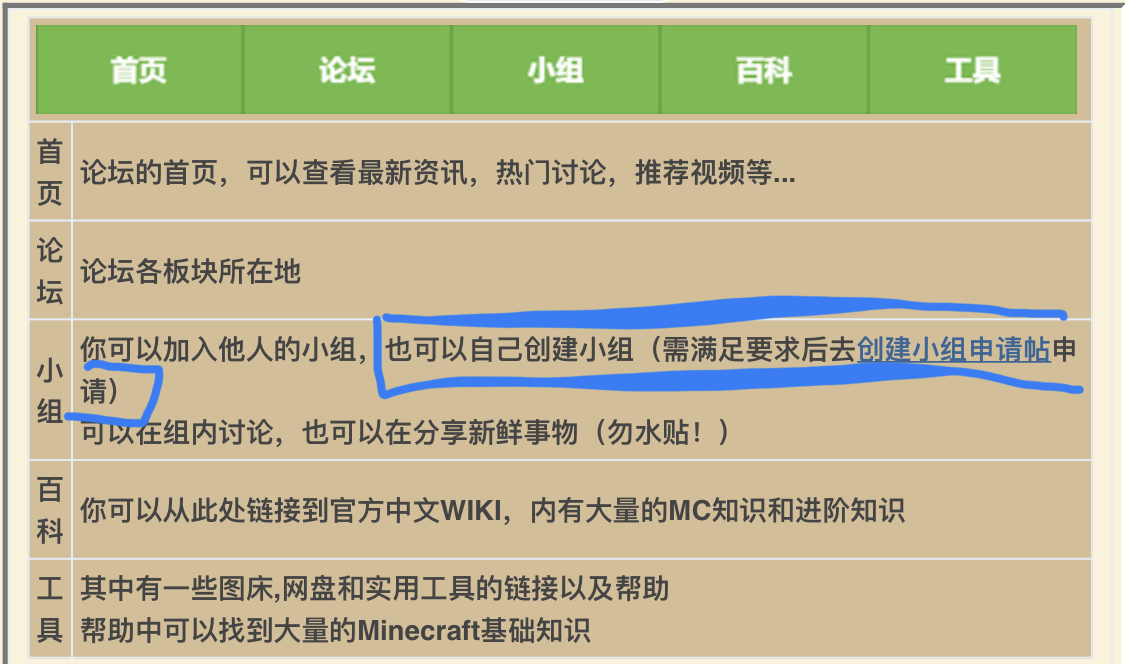 首页 论坛 小组 百科 工具
首页
论坛的首页，可以查看最新资讯，热门讨论，推荐视频等...
论坛
论坛各板块所在地
小组
你可以加入他人的小组，也可以自己创建小组（需满足要求后去创建小组申请帖申
请）
可以在组内讨论，也可以在分享新鲜事物（勿水贴！）
百科
你可以从此处链接到官方中文WIKI，内有大量的MC知识和进阶知识
工具
其中有一些图床,网盘和实用工具的链接以及帮助
帮助中可以找到大量的Minecraft基础知识